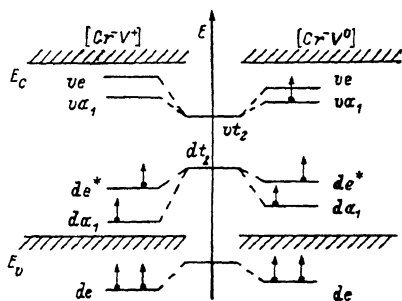 [Cr⁻V⁺] E [Cr⁻V⁰]
E_c
ve ve
va₁ va₁
vt₂
dt₂
de* de*
da₁ da₁
E_v
de de